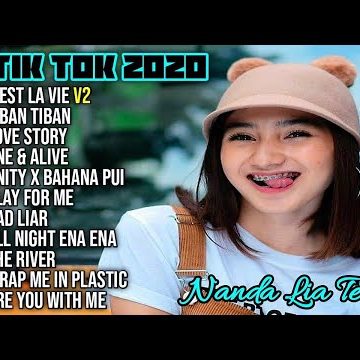 TIK TOK 2020
EST LA VIE V2
BAN TIBAN
OVE STORY
NE & ALIVE
NITY X BAHANA PUI
LAY FOR ME
AD LIAR
LL NIGHT ENA ENA
HE RIVER
RAP ME IN PLASTIC
RE YOU WITH ME
Nanda Lia Te